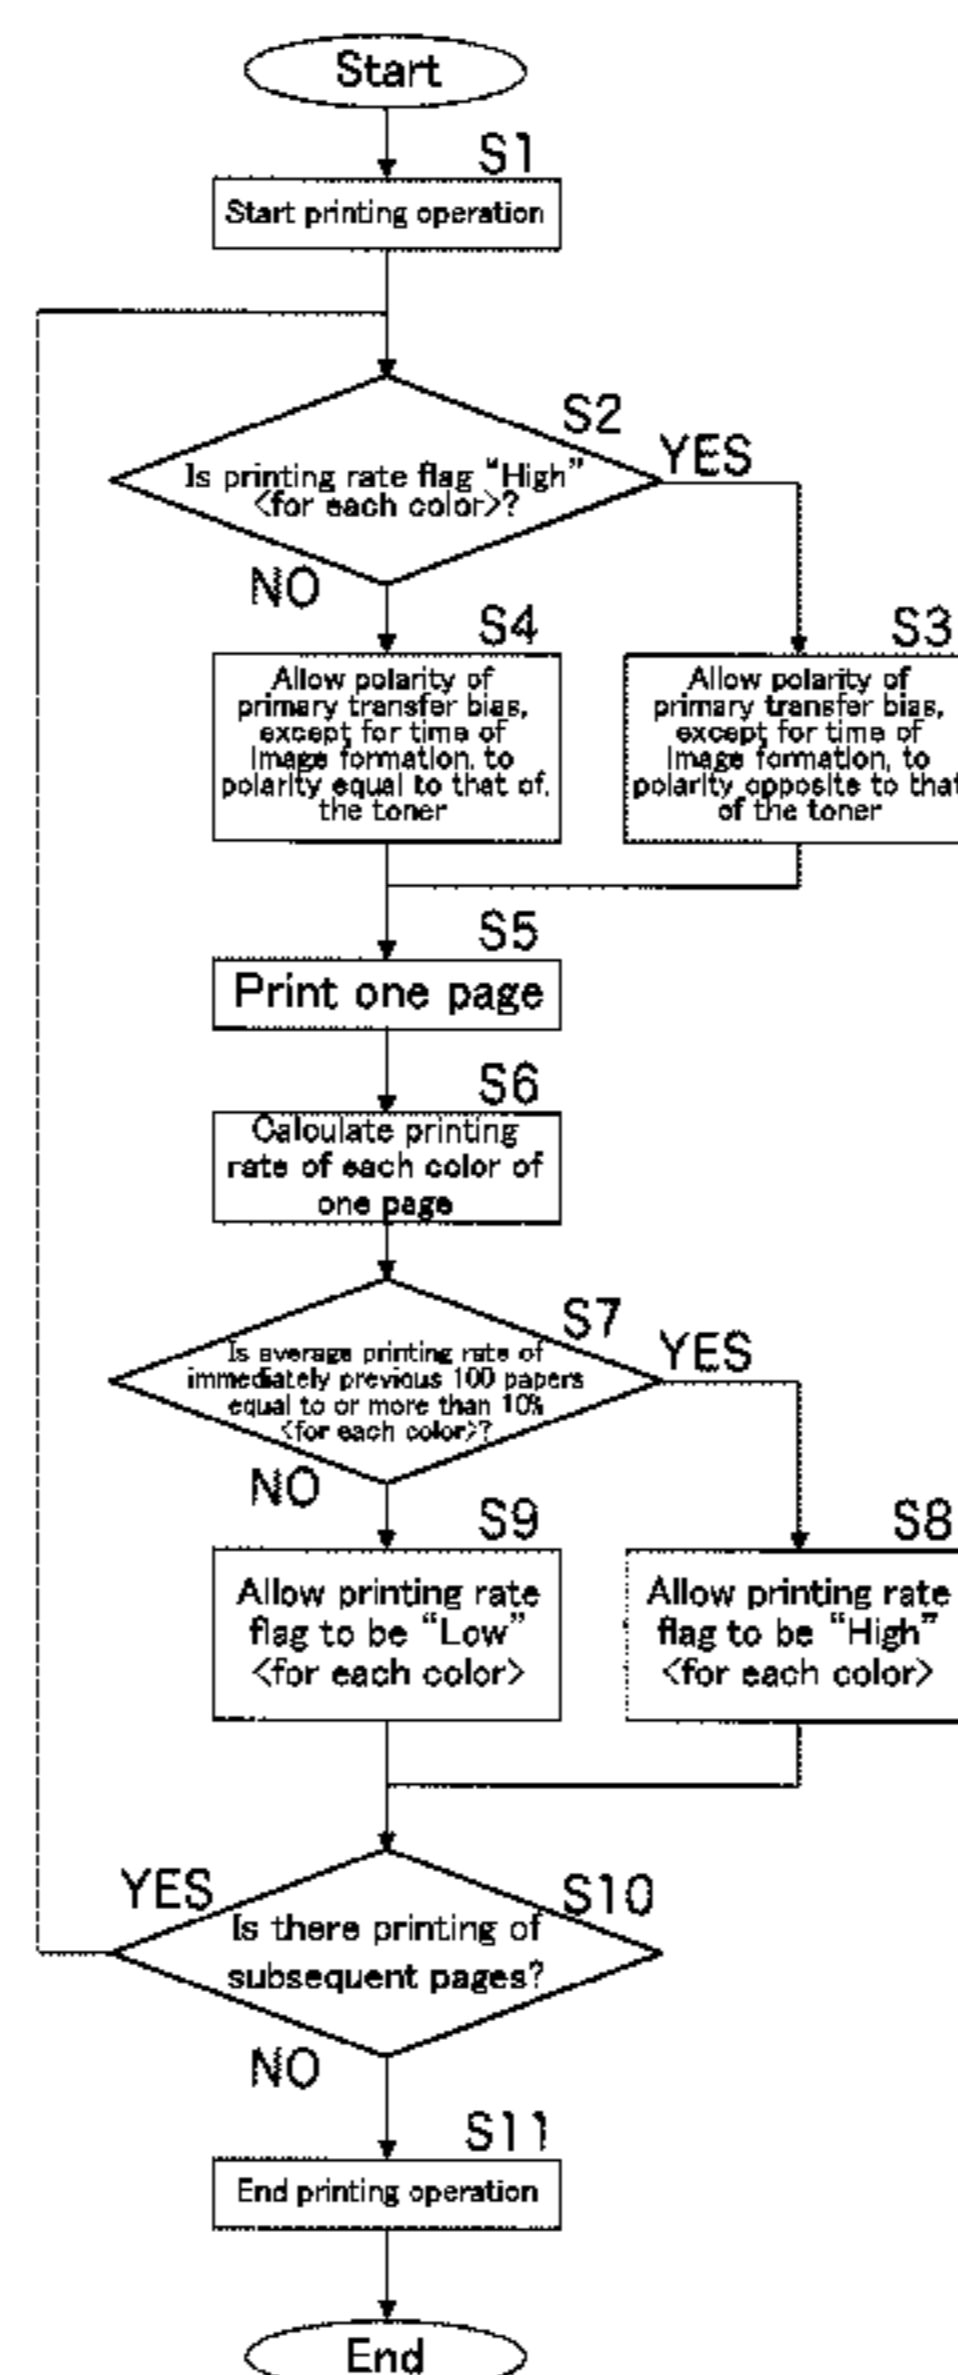 Start
S1
Start printing operation
S2
Is printing rate flag “High”
<for each color>?
YES
NO
S4
Allow polarity of
primary transfer bias,
except for time of
image formation, to
polarity equal to that of
the toner
S3
Allow polarity of
primary transfer bias,
except for time of
image formation, to
polarity opposite to that
of the toner
S5
Print one page
S6
Calculate printing
rate of each color of
one page
S7
Is average printing rate of
immediately previous 100 papers
equal to or more than 10%
<for each color>?
YES
NO
S9
Allow printing rate
flag to be “Low”
<for each color>
S8
Allow printing rate
flag to be “High”
<for each color>
S10
YES
Is there printing of
subsequent pages?
NO
S11
End printing operation
End